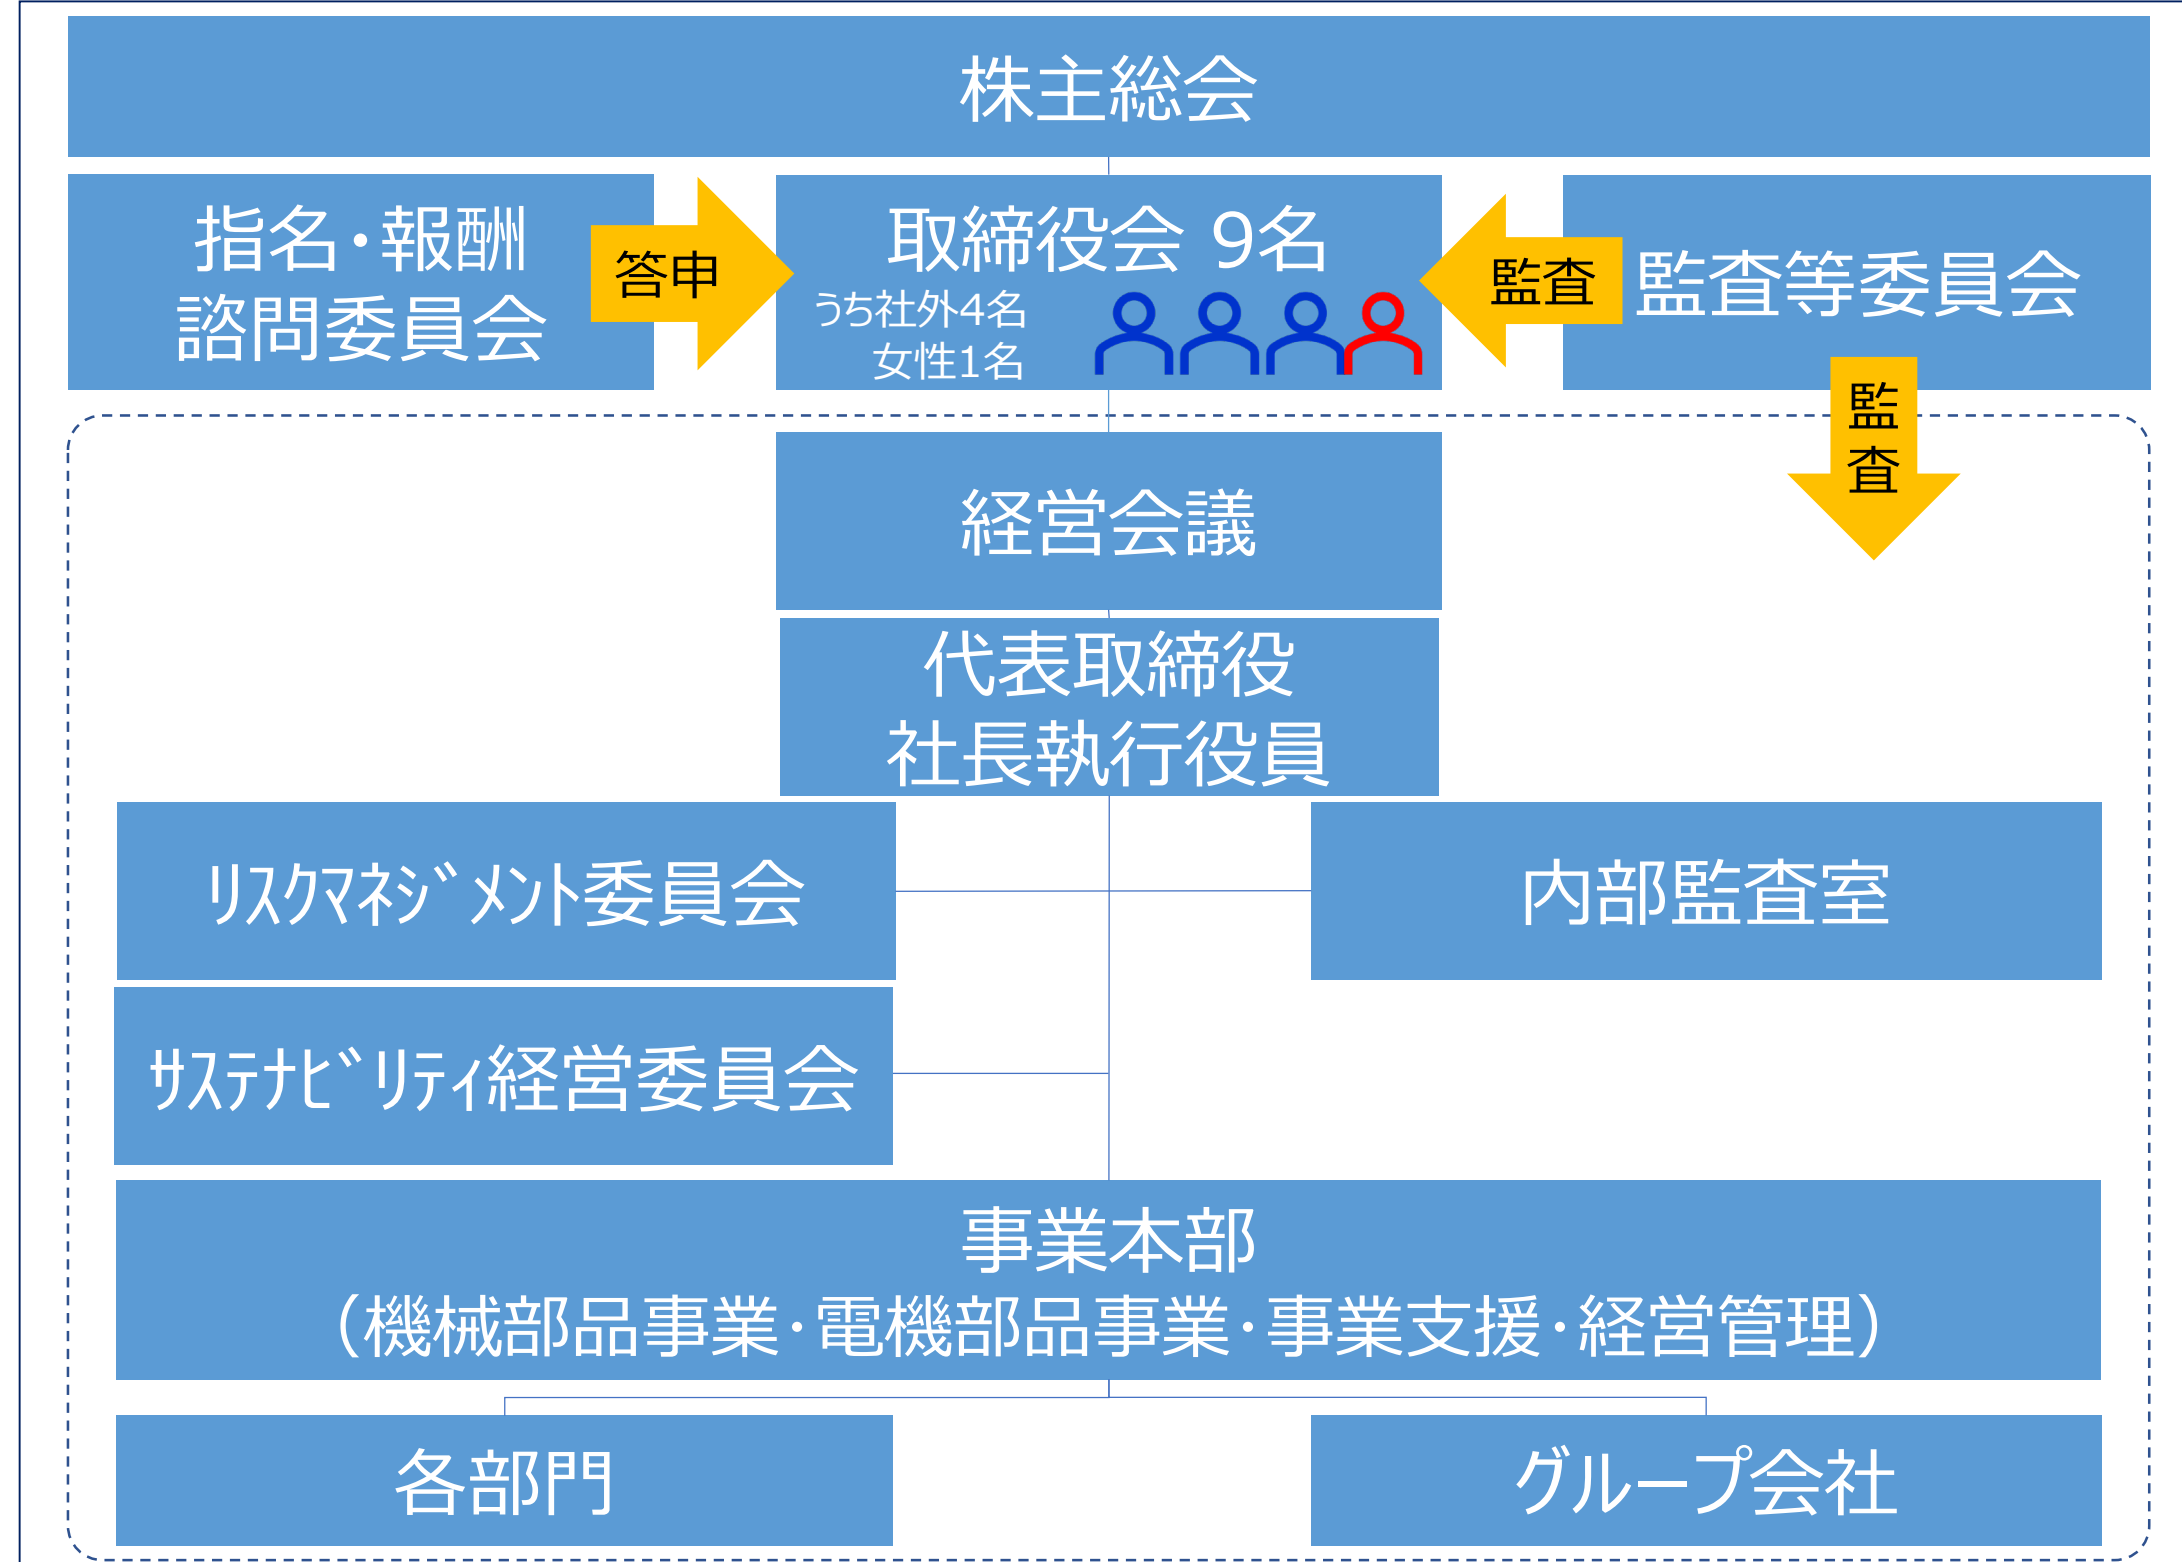 株主総会
指名・報酬
諮問委員会
答申
取締役会 9名
うち社外4名
女性1名
監査
監査等委員会
監
査
経営会議
代表取締役
社長執行役員
ﾘｽｸﾏﾈｼﾞﾒﾝﾄ委員会
内部監査室
ｻｽﾃﾅﾋﾞﾘﾃｨ経営委員会
事業本部
（機械部品事業・電機部品事業・事業支援・経営管理）
各部門
グループ会社